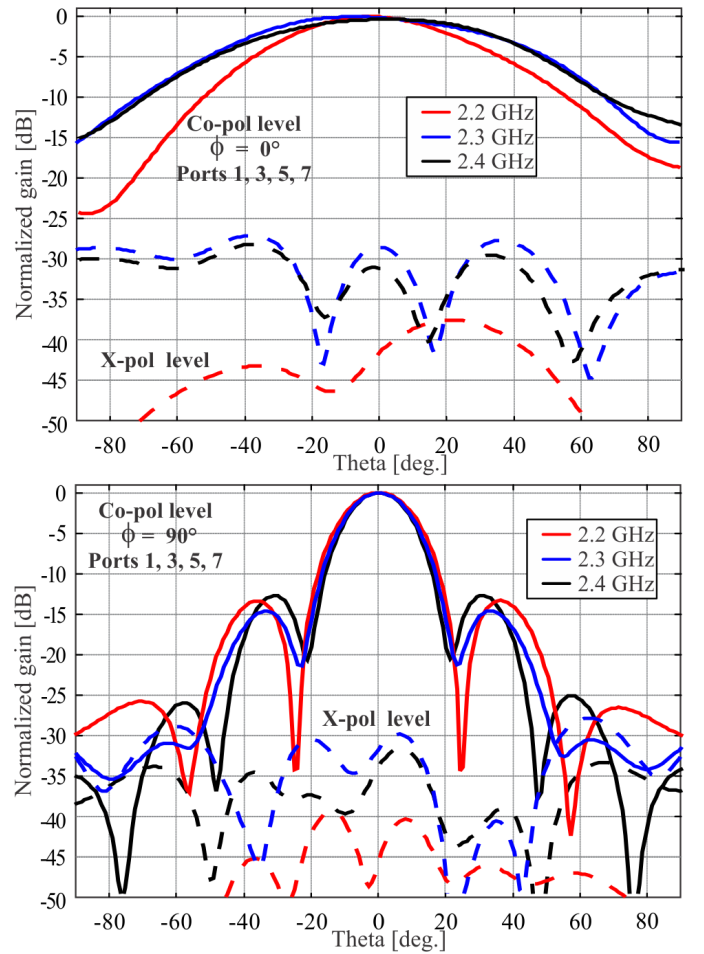 0
-5
-10
-15
-20
-25
-30
-35
-40
-45
-50
Normalized gain [dB]
Co-pol level
ϕ = 0°
Ports 1, 3, 5, 7
2.2 GHz
2.3 GHz
2.4 GHz
X-pol level
-80 -60 -40 -20 0 20 40 60 80
Theta [deg.]
0
-5
-10
-15
-20
-25
-30
-35
-40
-45
-50
Normalized gain [dB]
Co-pol level
ϕ = 90°
Ports 1, 3, 5, 7
2.2 GHz
2.3 GHz
2.4 GHz
X-pol level
-80 -60 -40 -20 0 20 40 60 80
Theta [deg.]